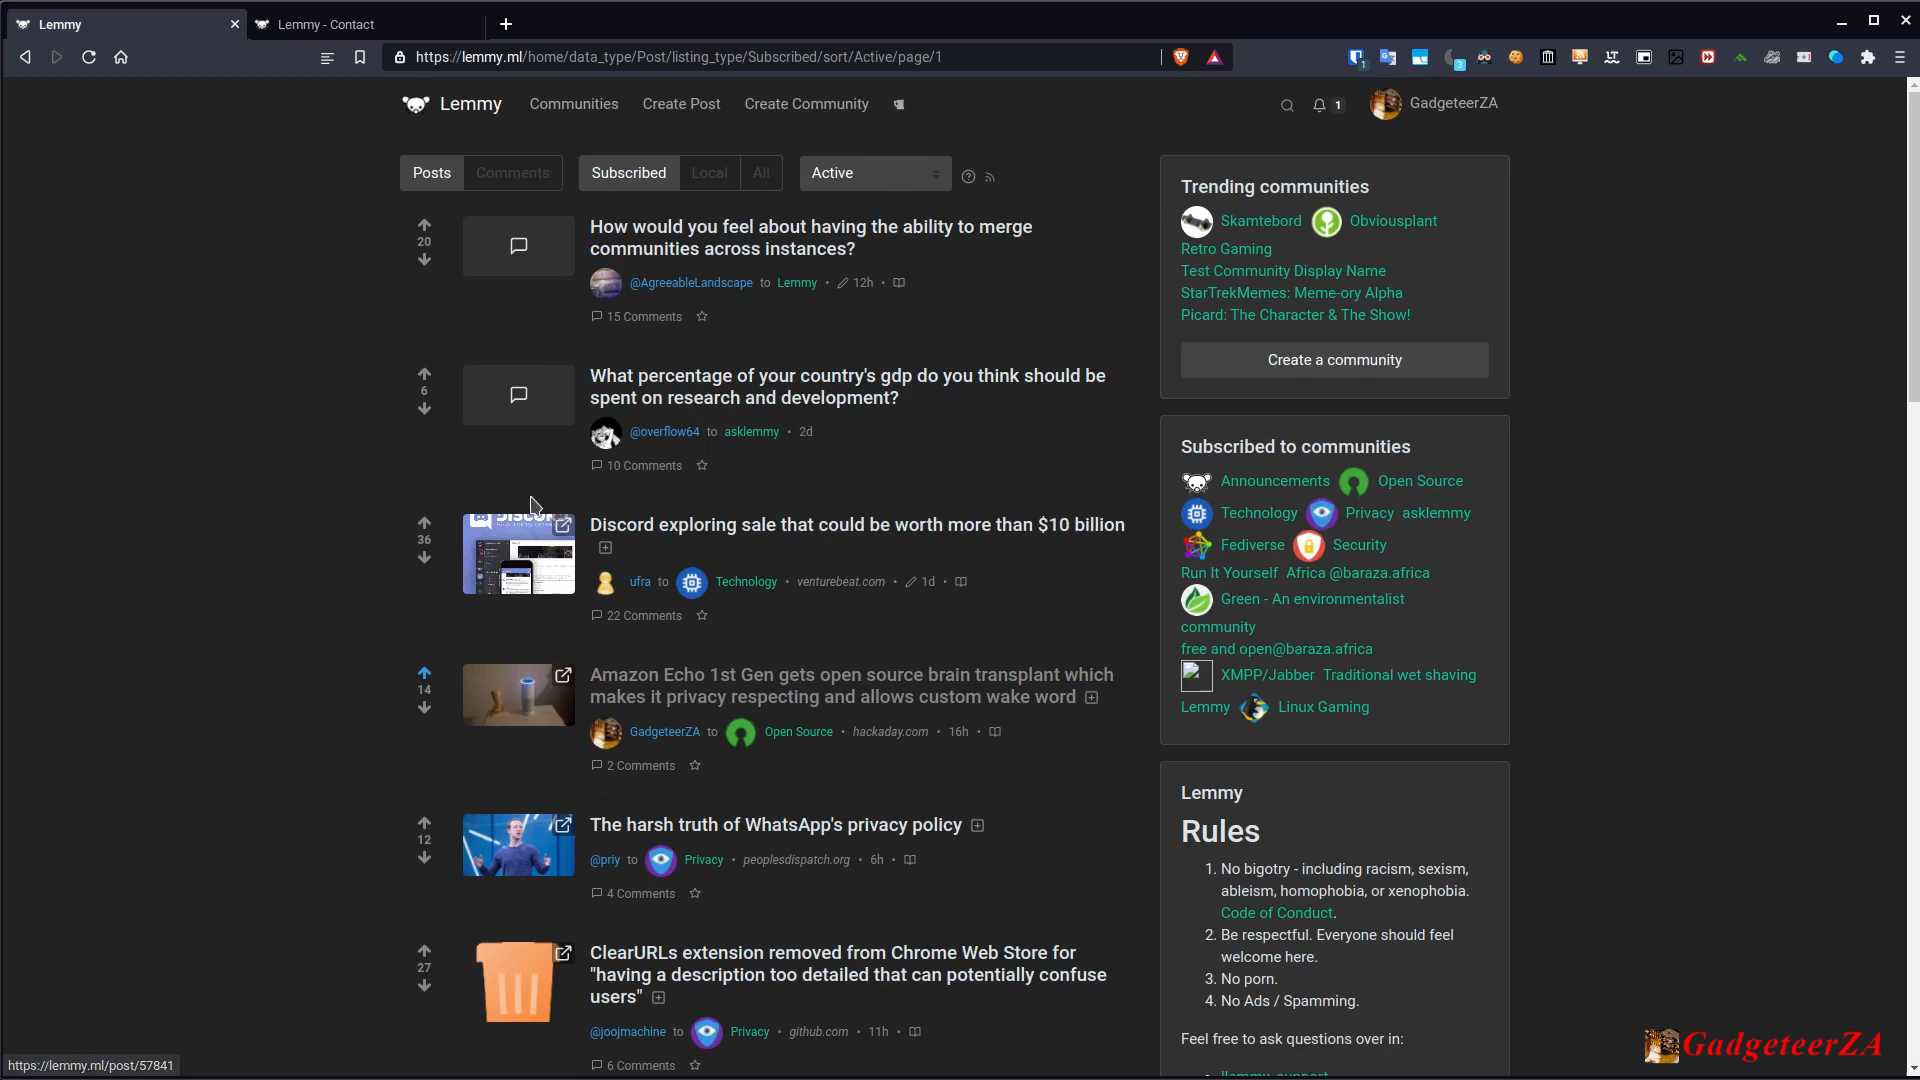 Lemmy
Lemmy - Contact
https://lemmy.ml/home/data_type/Post/listing_type/Subscribed/sort/Active/page/1
1
3
Lemmy Communities Create Post Create Community
1 GadgeteerZA
Posts Comments Subscribed Local All Active
20
How would you feel about having the ability to merge
communities across instances?
@AgreeableLandscape to Lemmy • 12h •
15 Comments
6
What percentage of your country's gdp do you think should be
spent on research and development?
@overflow64 to asklemmy • 2d
10 Comments
36
Discord exploring sale that could be worth more than $10 billion
ufra to Technology • venturebeat.com • 1d •
22 Comments
14
Amazon Echo 1st Gen gets open source brain transplant which
makes it privacy respecting and allows custom wake word
GadgeteerZA to Open Source • hackaday.com • 16h •
2 Comments
12
The harsh truth of WhatsApp's privacy policy
@priy to Privacy • peoplesdispatch.org • 6h •
4 Comments
27
ClearURLs extension removed from Chrome Web Store for
"having a description too detailed that can potentially confuse
users"
@joojmachine to Privacy • github.com • 11h •
6 Comments
Trending communities
Skamtebord Obviousplant
Retro Gaming
Test Community Display Name
StarTrekMemes: Meme-ory Alpha
Picard: The Character & The Show!
Create a community
Subscribed to communities
Announcements Open Source
Technology Privacy asklemmy
Fediverse Security
Run It Yourself Africa @baraza.africa
Green - An environmentalist
community
free and open@baraza.africa
XMPP/Jabber Traditional wet shaving
Lemmy Linux Gaming
Lemmy
Rules
1. No bigotry - including racism, sexism,
ableism, homophobia, or xenophobia.
Code of Conduct.
2. Be respectful. Everyone should feel
welcome here.
3. No porn.
4. No Ads / Spamming.
Feel free to ask questions over in:
https://lemmy.ml/post/57841
GadgeteerZA